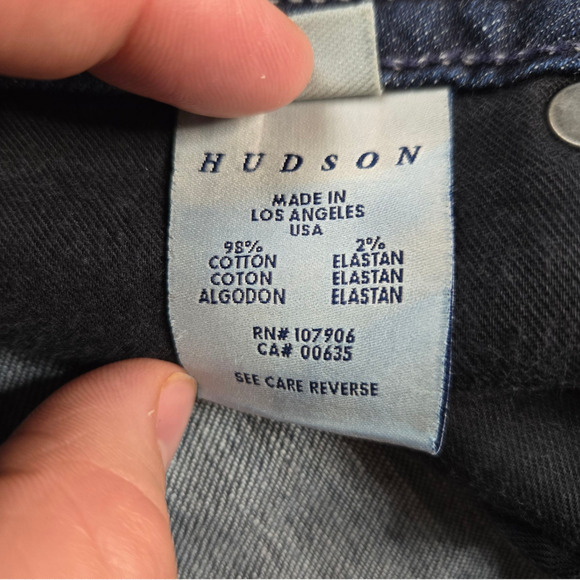 HUDSON
MADE IN
LOS ANGELES
USA
98% 2%
COTTON ELASTAN
COTON ELASTAN
ALGODON ELASTAN
RN# 107906
CA# 00635
SEE CARE REVERSE